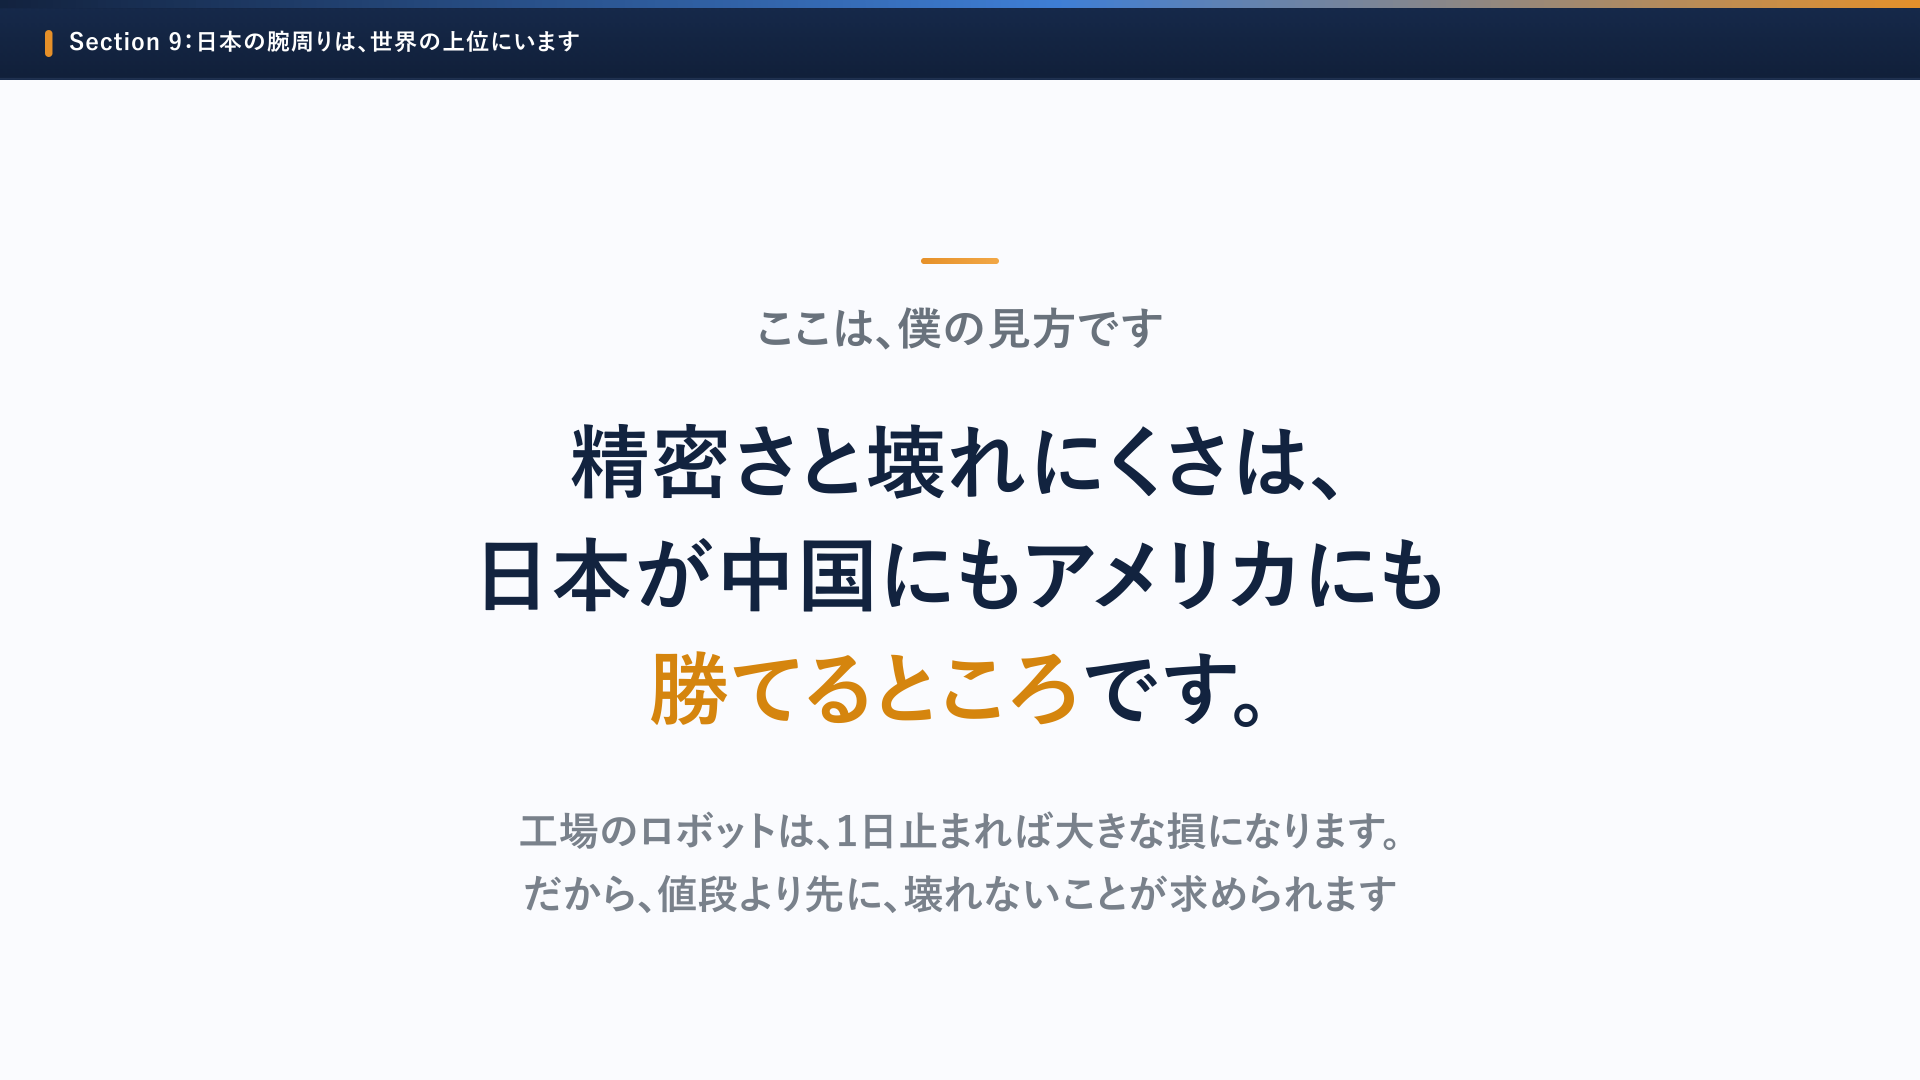 Section 9：日本の腕周りは、世界の上位にいます
ここは、僕の見方です
精密さと壊れにくさは、
日本が中国にもアメリカにも
勝てるところです。
工場のロボットは、1日止まれば大きな損になります。
だから、値段より先に、壊れないことが求められます